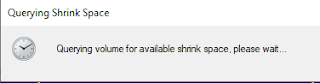 Querying Shrink Space
Querying volume for available shrink space, please wait...